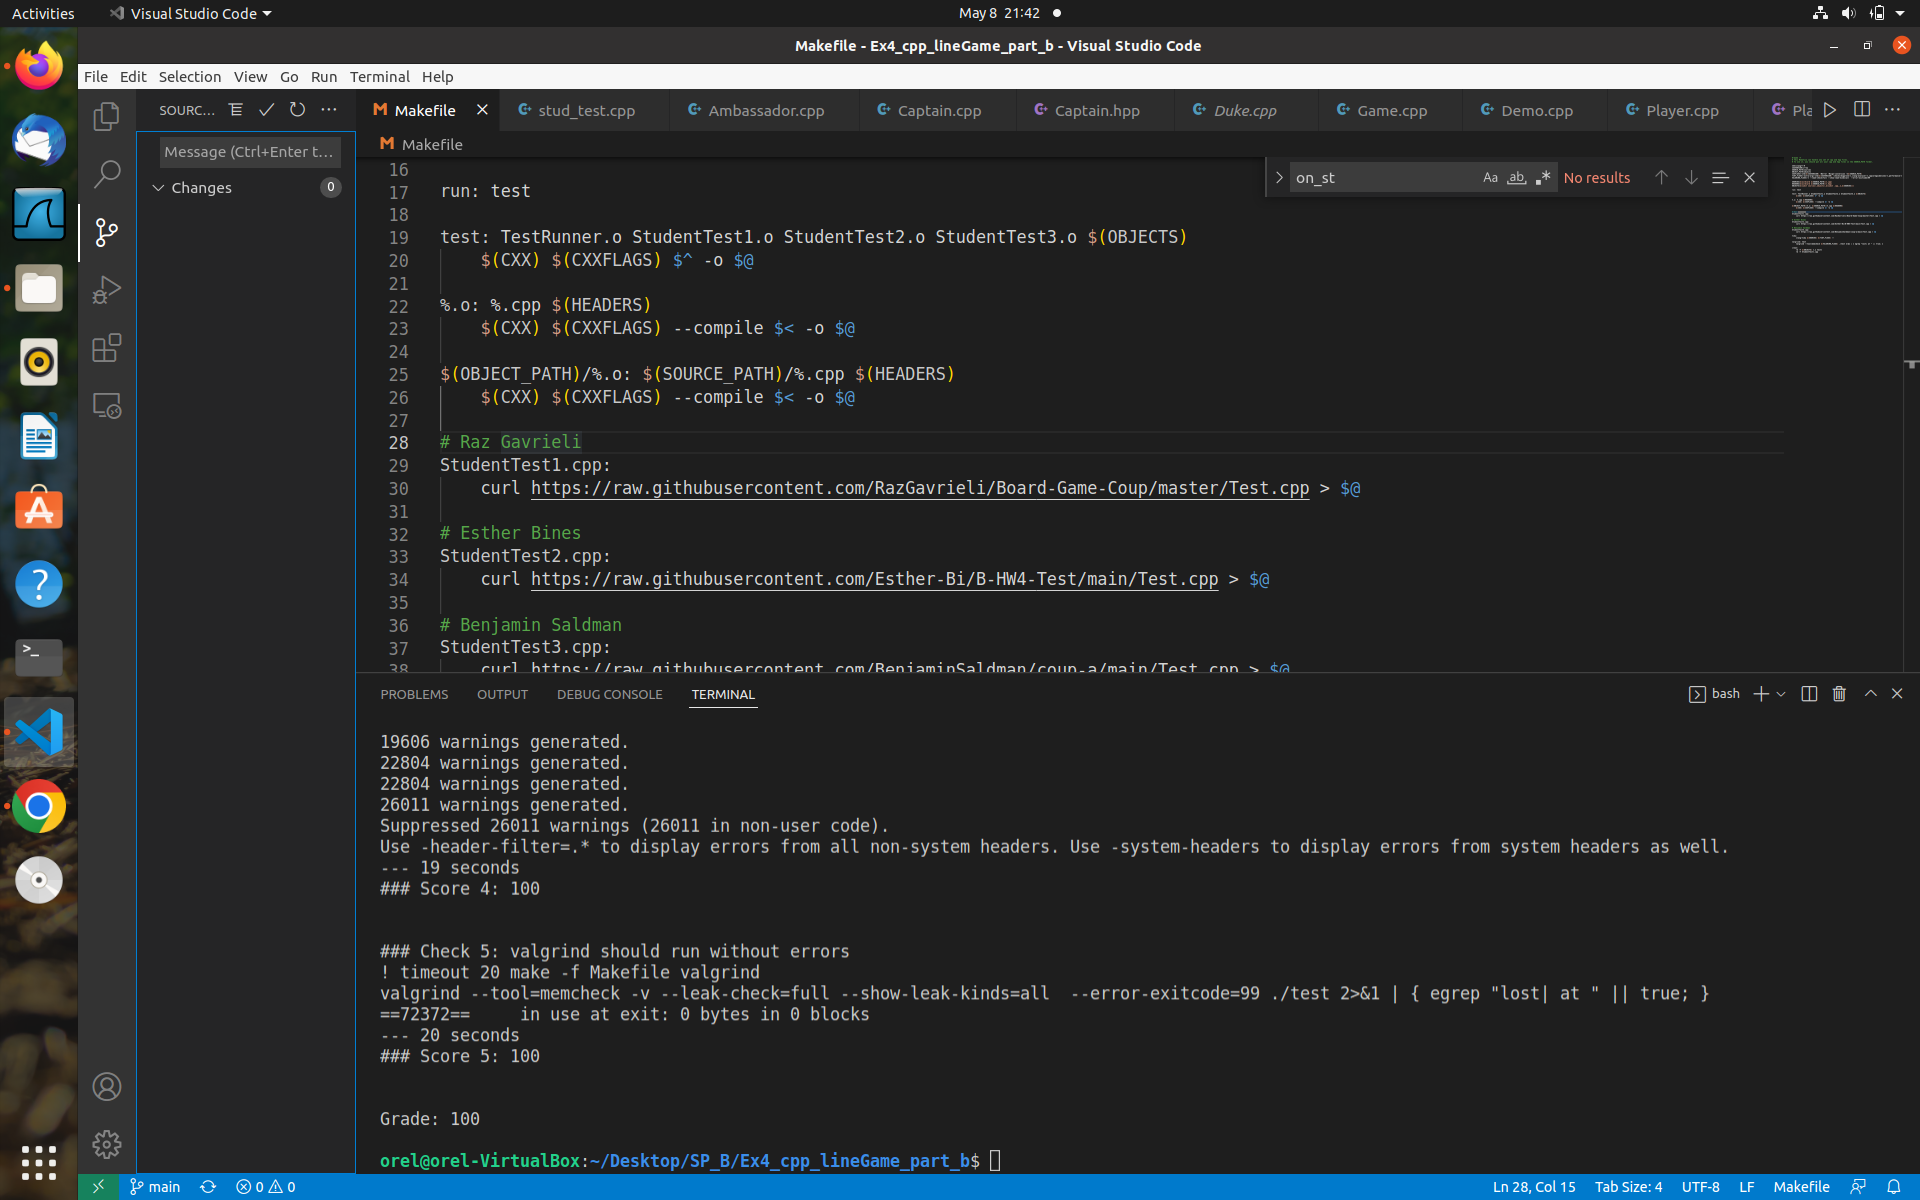 Activities
Visual Studio Code
May 8 21:42
Makefile - Ex4_cpp_lineGame_part_b - Visual Studio Code
File Edit Selection View Go Run Terminal Help
SOURC...
Makefile
stud_test.cpp
Ambassador.cpp
Captain.cpp
Captain.hpp
Duke.cpp
Game.cpp
Demo.cpp
Player.cpp
Pla
Message (Ctrl+Enter t...
Changes 0
Makefile
on_st Aa ab .* No results
16
17 run: test
18
19 test: TestRunner.o StudentTest1.o StudentTest2.o StudentTest3.o $(OBJECTS)
20 $(CXX) $(CXXFLAGS) $^ -o $@
21
22 %.o: %.cpp $(HEADERS)
23 $(CXX) $(CXXFLAGS) --compile $< -o $@
24
25 $(OBJECT_PATH)/%.o: $(SOURCE_PATH)/%.cpp $(HEADERS)
26 $(CXX) $(CXXFLAGS) --compile $< -o $@
27
28 # Raz Gavrieli
29 StudentTest1.cpp:
30 curl https://raw.githubusercontent.com/RazGavrieli/Board-Game-Coup/master/Test.cpp > $@
31
32 # Esther Bines
33 StudentTest2.cpp:
34 curl https://raw.githubusercontent.com/Esther-Bi/B-HW4-Test/main/Test.cpp > $@
35
36 # Benjamin Saldman
37 StudentTest3.cpp:
38 curl https://raw.githubusercontent.com/BenjaminSaldman/coup-a/main/Test.cpp > $@
PROBLEMS OUTPUT DEBUG CONSOLE TERMINAL
bash
19606 warnings generated.
22804 warnings generated.
22804 warnings generated.
26011 warnings generated.
Suppressed 26011 warnings (26011 in non-user code).
Use -header-filter=.* to display errors from all non-system headers. Use -system-headers to display errors from system headers as well.
--- 19 seconds
### Score 4: 100
### Check 5: valgrind should run without errors
! timeout 20 make -f Makefile valgrind
valgrind --tool=memcheck -v --leak-check=full --show-leak-kinds=all  --error-exitcode=99 ./test 2>&1 | { egrep "lost| at " || true; }
==72372==     in use at exit: 0 bytes in 0 blocks
--- 20 seconds
### Score 5: 100
Grade: 100
orel@orel-VirtualBox:~/Desktop/SP_B/Ex4_cpp_lineGame_part_b$
main 0 0
Ln 28, Col 15 Tab Size: 4 UTF-8 LF Makefile